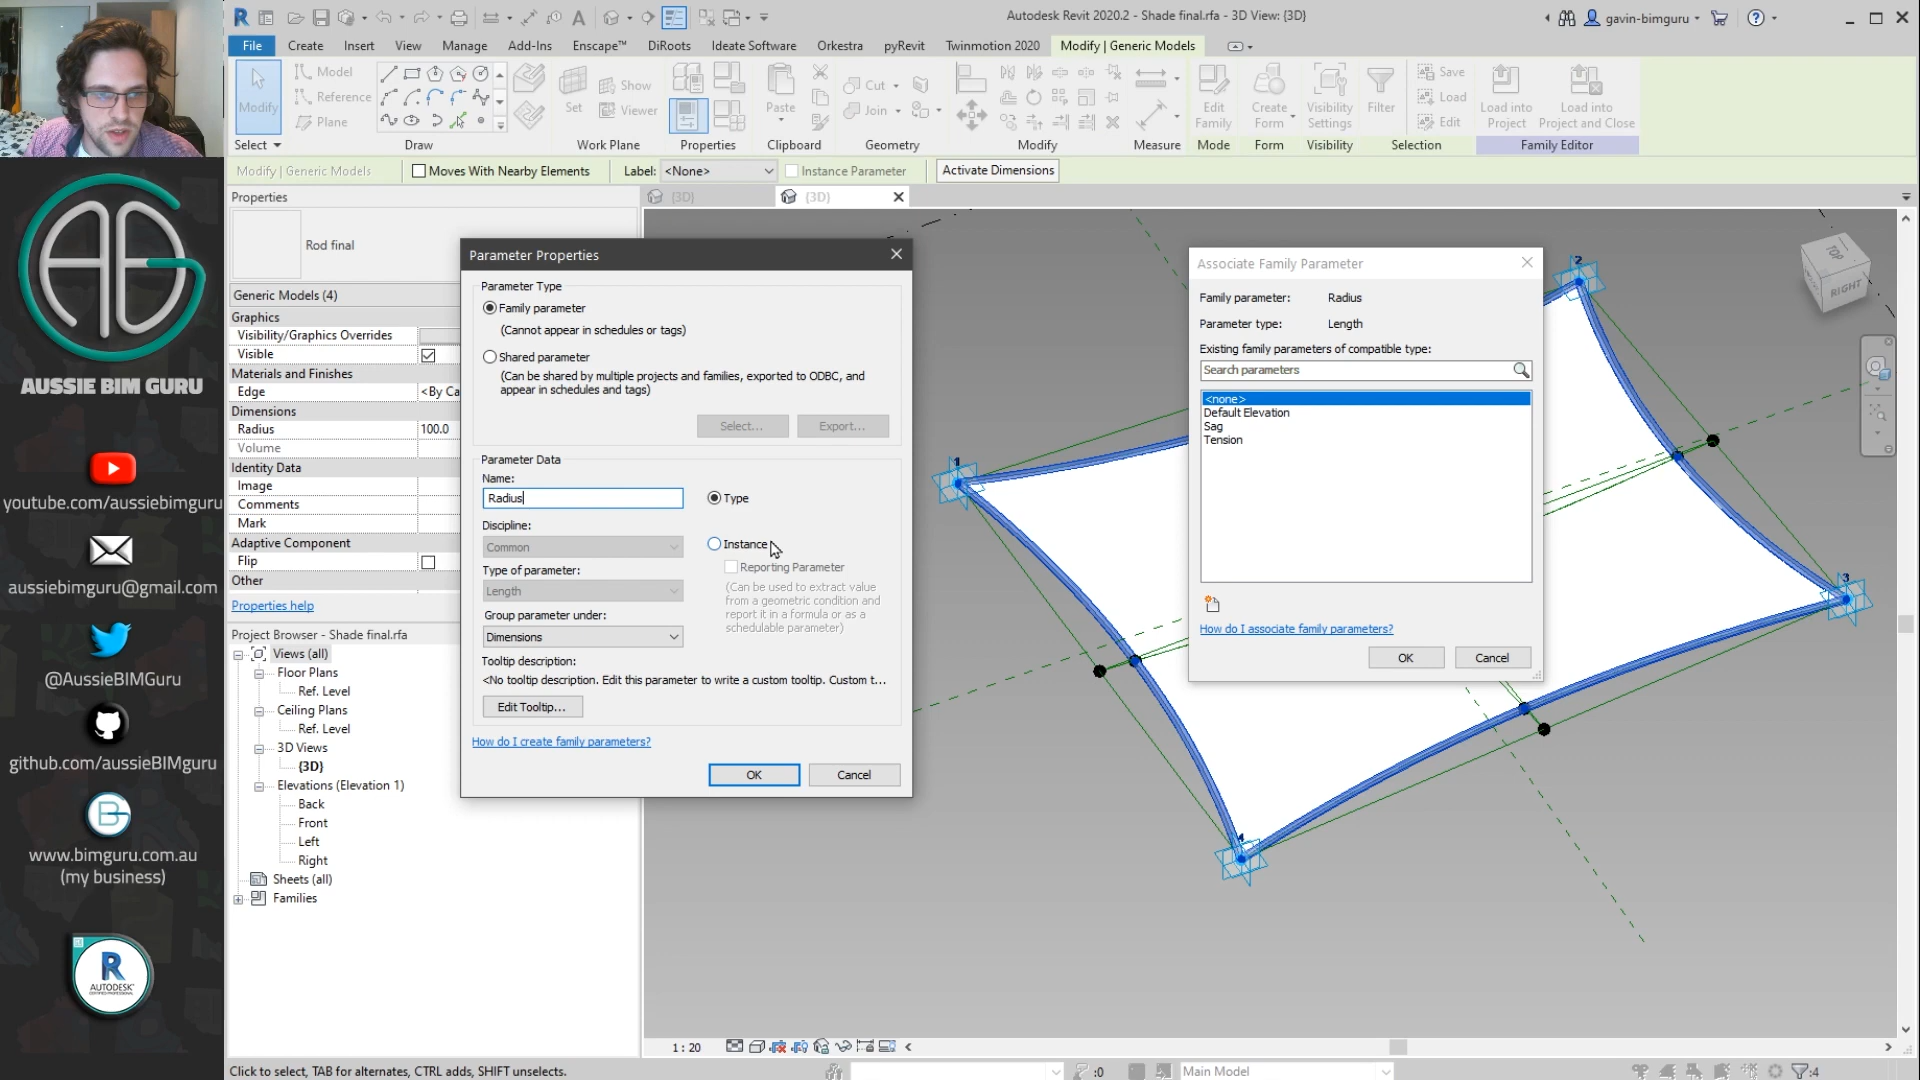 Autodesk Revit 2020.2 - Shade final.rfa - 3D View: {3D}
gavin-bimguru
File
Create
Insert
View
Manage
Add-Ins
Enscape™
DiRoots
Ideate Software
Orkestra
pyRevit
Twinmotion 2020
Modify | Generic Models
Modify
Model
Reference
Plane
Set
Show
Viewer
Paste
Cut
Join
Edit
Family
Create
Form
Visibility
Settings
Filter
Save
Load
Edit
Load into
Project
Load into
Project and Close
Select
Draw
Work Plane
Properties
Clipboard
Geometry
Modify
Measure
Mode
Form
Visibility
Selection
Family Editor
Modify | Generic Models
Moves With Nearby Elements
Label:
<None>
Instance Parameter
Activate Dimensions
Properties
{3D}
{3D}
Rod final
Generic Models (4)
Graphics
Visibility/Graphics Overrides
Visible
Materials and Finishes
Edge
<By Ca
Dimensions
Radius
100.0
Volume
Identity Data
Image
Comments
Mark
Adaptive Component
Flip
Other
Properties help
Project Browser - Shade final.rfa
Views (all)
Floor Plans
Ref. Level
Ceiling Plans
Ref. Level
3D Views
{3D}
Elevations (Elevation 1)
Back
Front
Left
Right
Sheets (all)
Families
Parameter Properties
Parameter Type
Family parameter
(Cannot appear in schedules or tags)
Shared parameter
(Can be shared by multiple projects and families, exported to ODBC, and
appear in schedules and tags)
Select...
Export...
Parameter Data
Name:
Radius
Type
Discipline:
Common
Instance
Type of parameter:
Reporting Parameter
Length
(Can be used to extract value
from a geometric condition and
report it in a formula or as a
schedulable parameter)
Group parameter under:
Dimensions
Tooltip description:
<No tooltip description. Edit this parameter to write a custom tooltip. Custom t...
Edit Tooltip...
How do I create family parameters?
OK
Cancel
Associate Family Parameter
Family parameter:
Radius
Parameter type:
Length
Existing family parameters of compatible type:
Search parameters
<none>
Default Elevation
Sag
Tension
How do I associate family parameters?
OK
Cancel
TOP
RIGHT
1
2
3
4
AUSSIE BIM GURU
youtube.com/aussiebimguru
aussiebimguru@gmail.com
@AussieBIMGuru
github.com/aussieBIMguru
www.bimguru.com.au
(my business)
R
AUTODESK
1 : 20
Click to select, TAB for alternates, CTRL adds, SHIFT unselects.
:0
Main Model
:4